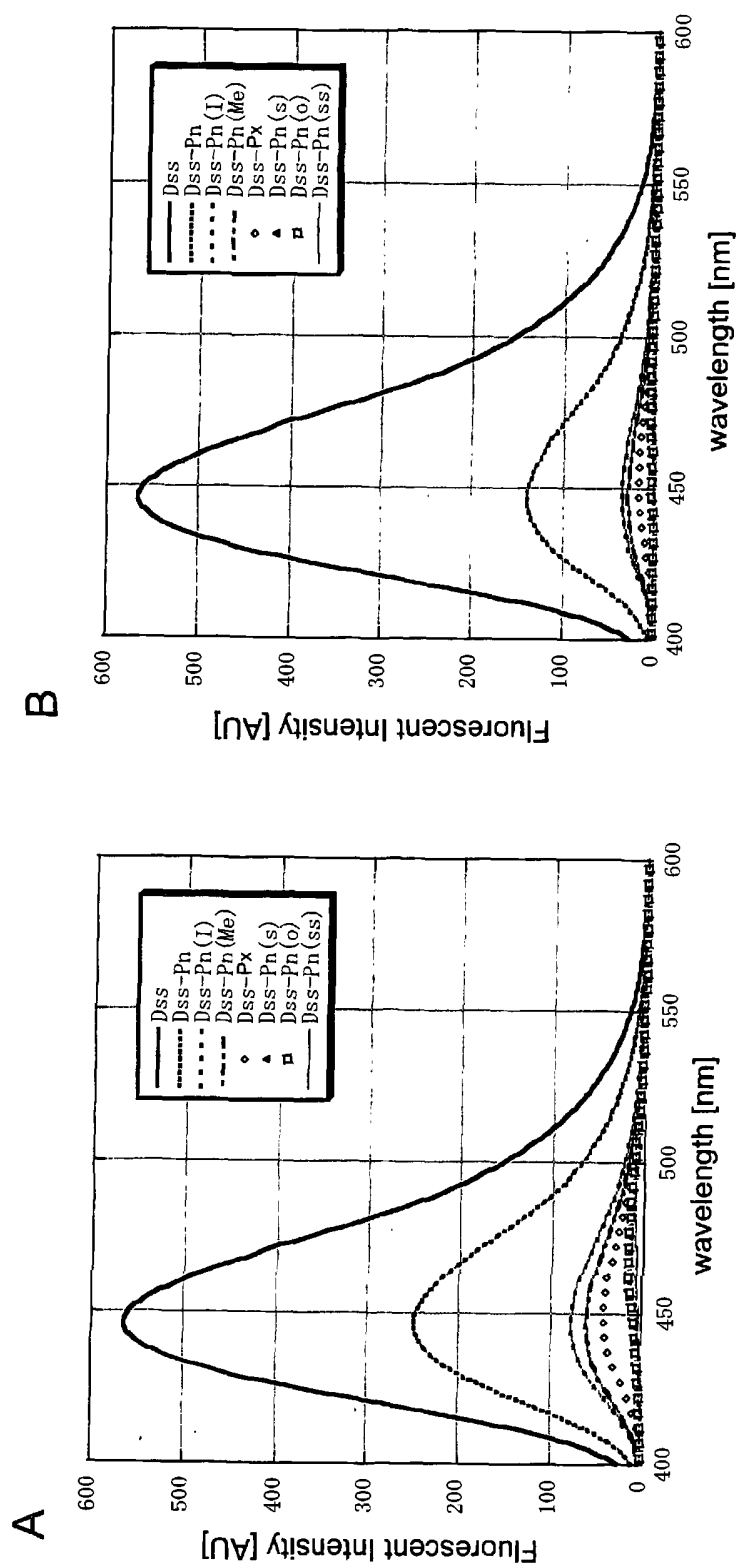 A
Fluorescent Intensity [AU]
600
500
400
300
200
100
0
400
450
500
550
600
wavelength [nm]
Dss
Dss-Pn
Dss-Pn(I)
Dss-Pn(Me)
Dss-Px
Dss-Pn(s)
Dss-Pn(o)
Dss-Pn(ss)
B
Fluorescent Intensity [AU]
600
500
400
300
200
100
0
400
450
500
550
600
wavelength [nm]
Dss
Dss-Pn
Dss-Pn(I)
Dss-Pn(Me)
Dss-Px
Dss-Pn(s)
Dss-Pn(o)
Dss-Pn(ss)